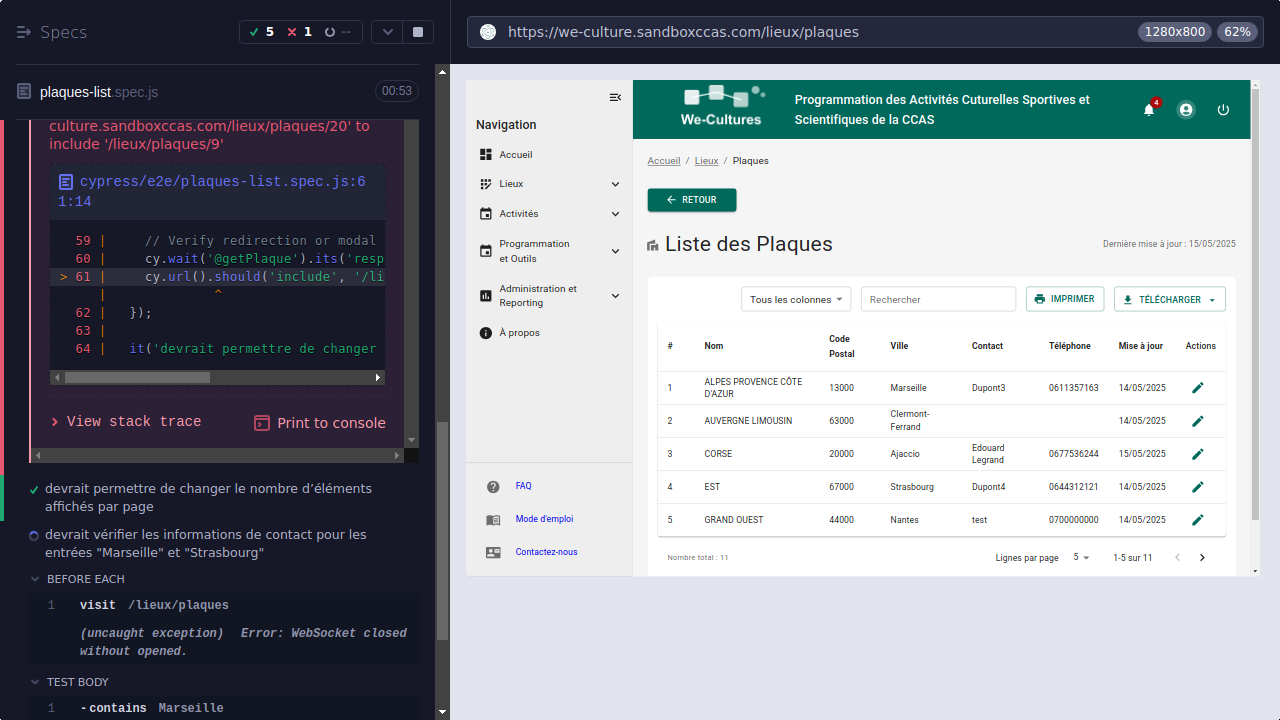 Specs
5
1
--
https://we-culture.sandboxccas.com/lieux/plaques
1280x800
62%
plaques-list.spec.js
00:53
culture.sandboxccas.com/lieux/plaques/20' to
include '/lieux/plaques/9'
cypress/e2e/plaques-list.spec.js:6
1:14
59 |     // Verify redirection or modal
60 |     cy.wait('@getPlaque').its('resp
> 61 |     cy.url().should('include', '/li
|              ^
62 |   });
63 |
64 |   it('devrait permettre de changer
View stack trace
Print to console
devrait permettre de changer le nombre d’éléments
affichés par page
devrait vérifier les informations de contact pour les
entrées "Marseille" et "Strasbourg"
BEFORE EACH
1 visit /lieux/plaques
(uncaught exception) Error: WebSocket closed
without opened.
TEST BODY
1 -contains Marseille
Navigation
Accueil
Lieux
Activités
Programmation
et Outils
Administration et
Reporting
À propos
FAQ
Mode d'emploi
Contactez-nous
We-Cultures
Programmation des Activités Cuturelles Sportives et
Scientifiques de la CCAS
4
Accueil / Lieux / Plaques
RETOUR
Liste des Plaques
Dernière mise à jour : 15/05/2025
Tous les colonnes
Rechercher
IMPRIMER
TÉLÉCHARGER
# Nom Code Postal Ville Contact Téléphone Mise à jour Actions
1 ALPES PROVENCE CÔTE D'AZUR 13000 Marseille Dupont3 0611357163 14/05/2025
2 AUVERGNE LIMOUSIN 63000 Clermont-Ferrand 14/05/2025
3 CORSE 20000 Ajaccio Edouard Legrand 0677536244 15/05/2025
4 EST 67000 Strasbourg Dupont4 0644312121 14/05/2025
5 GRAND OUEST 44000 Nantes test 0700000000 14/05/2025
Nombre total : 11
Lignes par page 5
1-5 sur 11